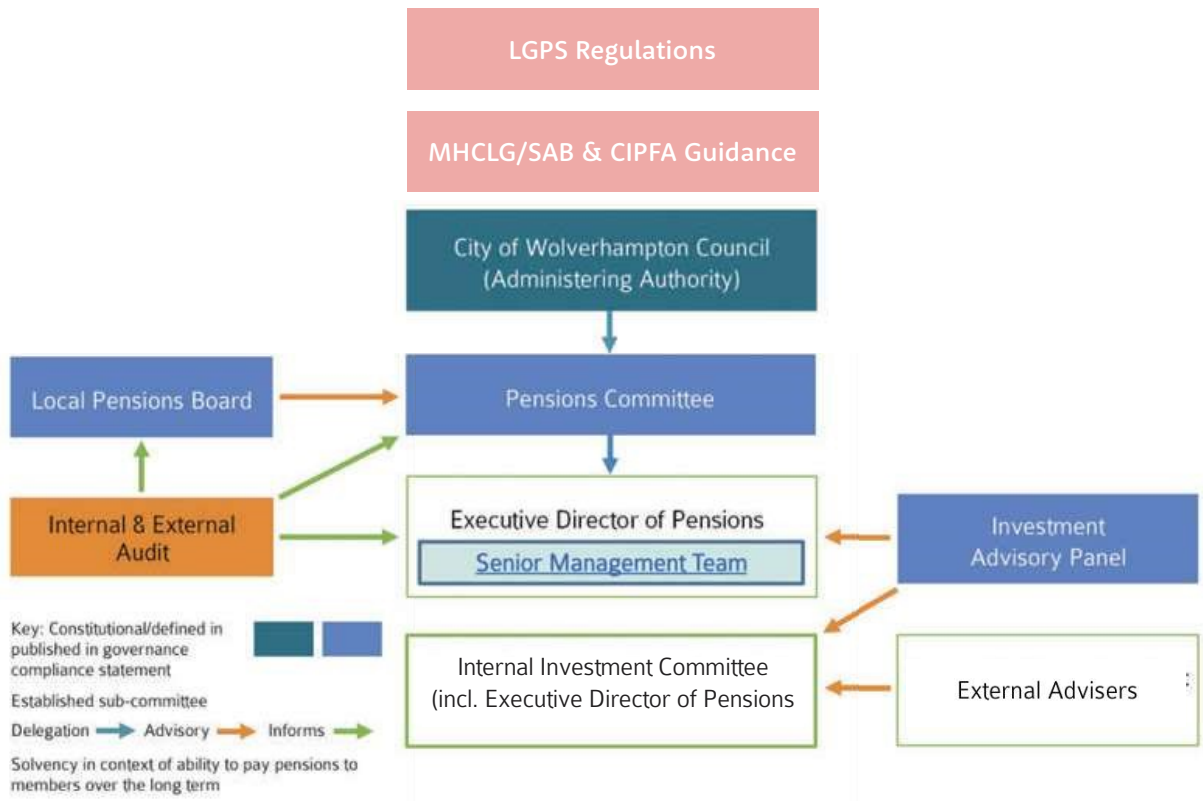 LGPS Regulations
MHCLG/SAB & CIPFA Guidance
City of Wolverhampton Council
(Administering Authority)
Local Pensions Board
Pensions Committee
Internal & External
Audit
Executive Director of Pensions
Senior Management Team
Investment
Advisory Panel
Key: Constitutional/defined in
published in governance
compliance statement
Established sub-committee
Delegation Advisory Informs
Solvency in context of ability to pay pensions to
members over the long term
Internal Investment Committee
(incl. Executive Director of Pensions
External Advisers
: